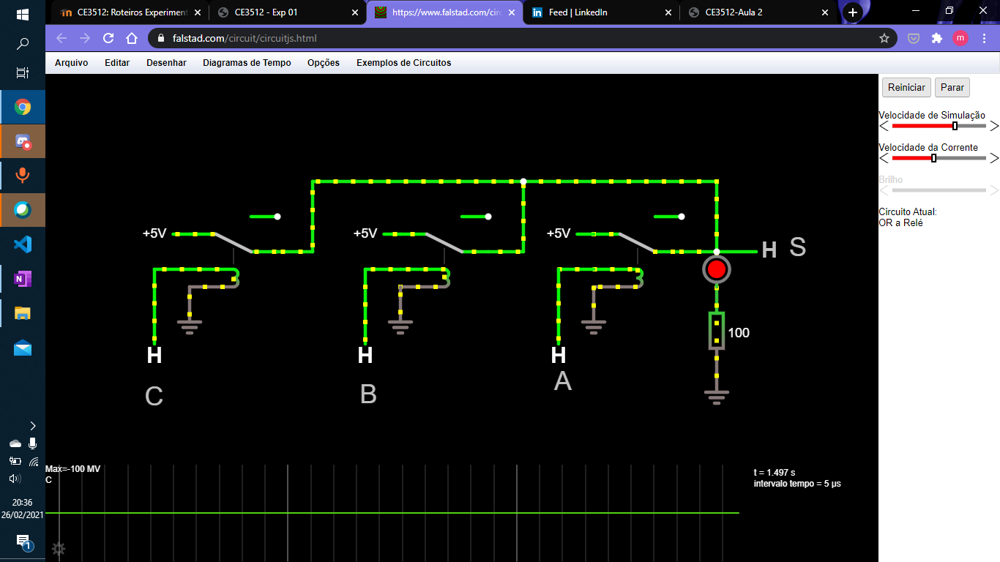 CE3512: Roteiros Experiment
CE3512 - Exp 01
https://www.falstad.com/circ
Feed | LinkedIn
CE3512-Aula 2
falstad.com/circuit/circuitjs.html
m
Arquivo Editar Desenhar Diagramas de Tempo Opções Exemplos de Circuitos
Reiniciar Parar
Velocidade de Simulação
Velocidade da Corrente
Brilho
Circuito Atual:
OR a Relé
+5V +5V +5V
H S
100
H H H
C B A
Max=-100 MV
C
t = 1.497 s
intervalo tempo = 5 µs
20:36
26/02/2021
1